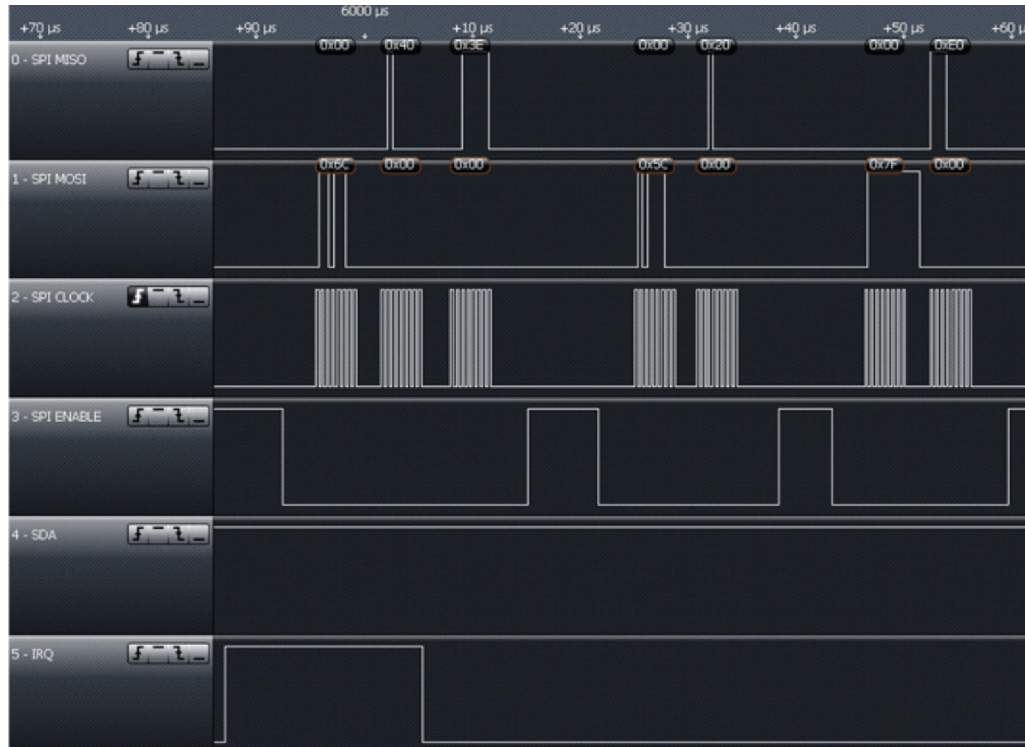 6000 µs
+70 µs +80 µs +90 µs +10 µs +20 µs +30 µs +40 µs +50 µs +60 µ
0 - SPI MISO 0x00 0x40 0x3E 0x00 0x20 0x00 0xE0
1 - SPI MOSI 0x6C 0x00 0x00 0x5C 0x00 0x7F 0x00
2 - SPI CLOCK
3 - SPI ENABLE
4 - SDA
5 - IRQ